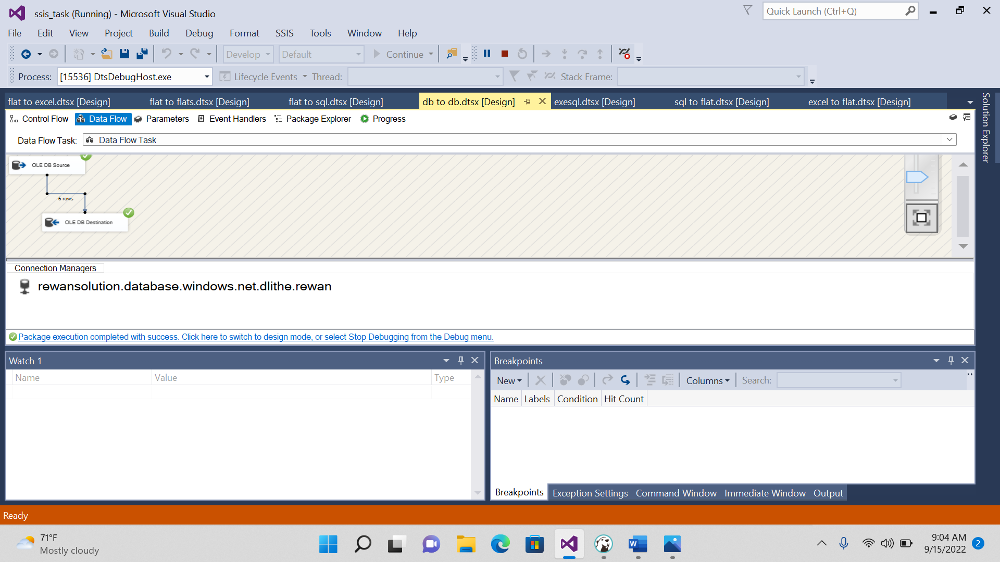 ssis_task (Running) - Microsoft Visual Studio
Quick Launch (Ctrl+Q)
File Edit View Project Build Debug Format SSIS Tools Window Help
Develop Default Continue
Process: [15536] DtsDebugHost.exe Lifecycle Events Thread: Stack Frame:
flat to excel.dtsx [Design] flat to flats.dtsx [Design] flat to sql.dtsx [Design] db to db.dtsx [Design] exesql.dtsx [Design] sql to flat.dtsx [Design] excel to flat.dtsx [Design]
Solution Explorer
Control Flow Data Flow Parameters Event Handlers Package Explorer Progress
Data Flow Task: Data Flow Task
OLE DB Source
6 rows
OLE DB Destination
Connection Managers
rewansolution.database.windows.net.dlithe.rewan
Package execution completed with success. Click here to switch to design mode, or select Stop Debugging from the Debug menu.
Watch 1
Name Value Type
Breakpoints
New Columns Search:
Name Labels Condition Hit Count
Breakpoints Exception Settings Command Window Immediate Window Output
Ready
71°F
Mostly cloudy
W
9:04 AM
9/15/2022
2